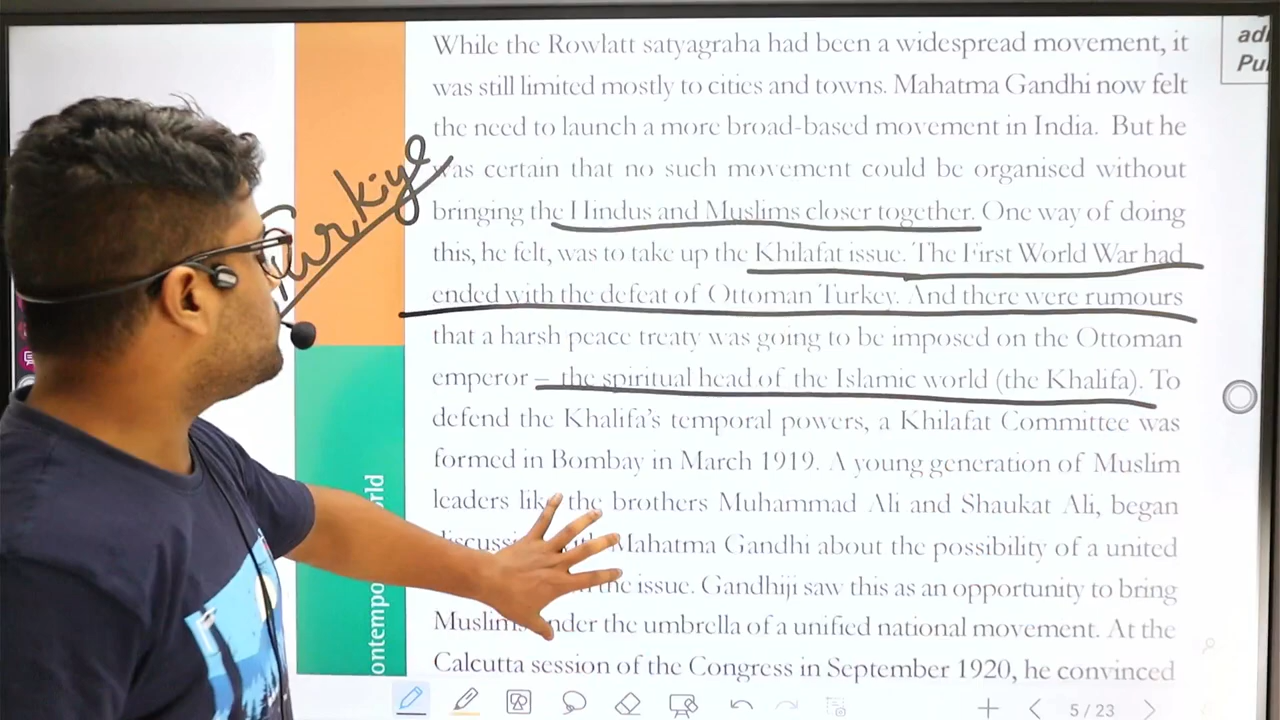 While the Rowlatt satyagraha had been a widespread movement, it
was still limited mostly to cities and towns. Mahatma Gandhi now felt
the need to launch a more broad-based movement in India. But he
was certain that no such movement could be organised without
bringing the Hindus and Muslims closer together. One way of doing
this, he felt, was to take up the Khilafat issue. The First World War had
ended with the defeat of Ottoman Turkey. And there were rumours
that a harsh peace treaty was going to be imposed on the Ottoman
emperor – the spiritual head of the Islamic world (the Khalifa). To
defend the Khalifa's temporal powers, a Khilafat Committee was
formed in Bombay in March 1919. A young generation of Muslim
leaders like the brothers Muhammad Ali and Shaukat Ali, began
Mahatma Gandhi about the possibility of a united
the issue. Gandhiji saw this as an opportunity to bring
under the umbrella of a unified national movement. At the
Calcutta session of the Congress in September 1920, he convinced
Turkiye
5 / 23